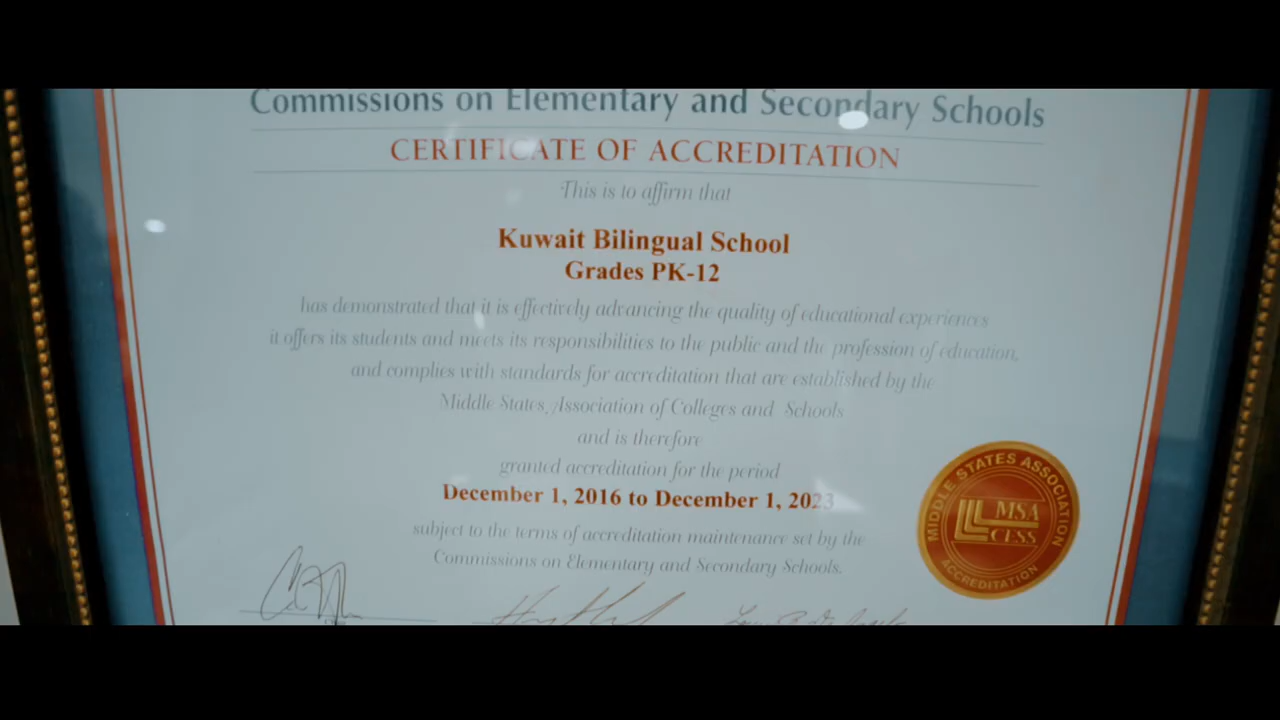 Commissions on Elementary and Secondary Schools
CERTIFICATE OF ACCREDITATION
This is to affirm that
Kuwait Bilingual School
Grades PK-12
has demonstrated that it is effectively advancing the quality of educational experiences
it offers its students and meets its responsibilities to the public and the profession of education,
and complies with standards for accreditation that are established by the
Middle States Association of Colleges and Schools
and is therefore
granted accreditation for the period
December 1, 2016 to December 1, 2023
subject to the terms of accreditation maintenance set by the
Commissions on Elementary and Secondary Schools.
MIDDLE STATES ASSOCIATION
MSA
CESS
ACCREDITATION